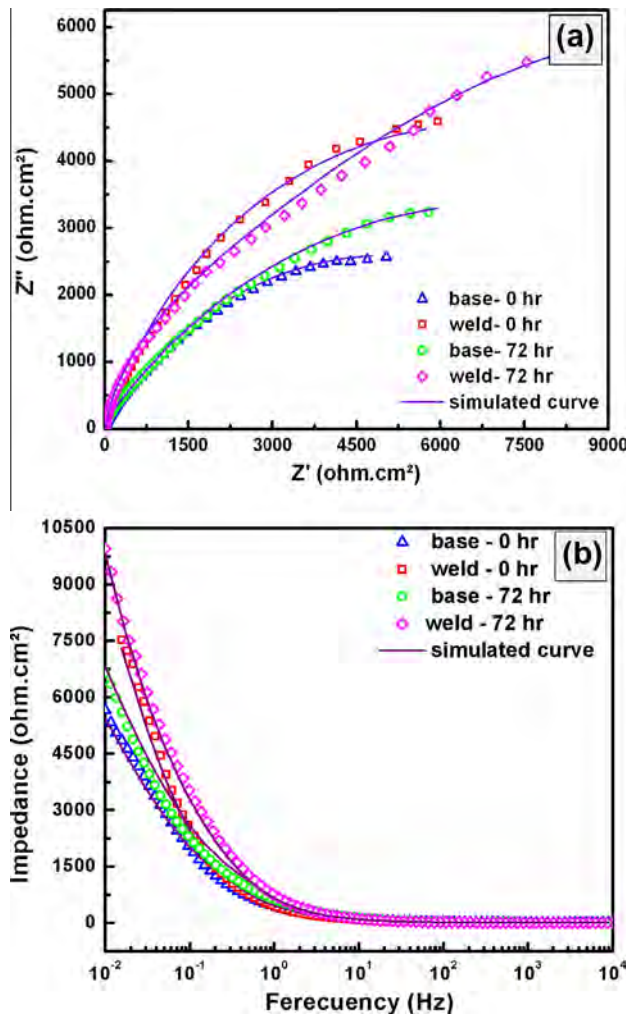 (a)
6000
5000
4000
3000
2000
1000
0
Z" (ohm.cm²)
base- 0 hr
weld- 0 hr
base- 72 hr
weld- 72 hr
simulated curve
0 1500 3000 4500 6000 7500 9000
Z' (ohm.cm²)
(b)
10500
9000
7500
6000
4500
3000
1500
0
Impedance (ohm.cm²)
base - 0 hr
weld - 0 hr
base - 72 hr
weld - 72 hr
simulated curve
10⁻² 10⁻¹ 10⁰ 10¹ 10² 10³ 10⁴
Ferecuency (Hz)